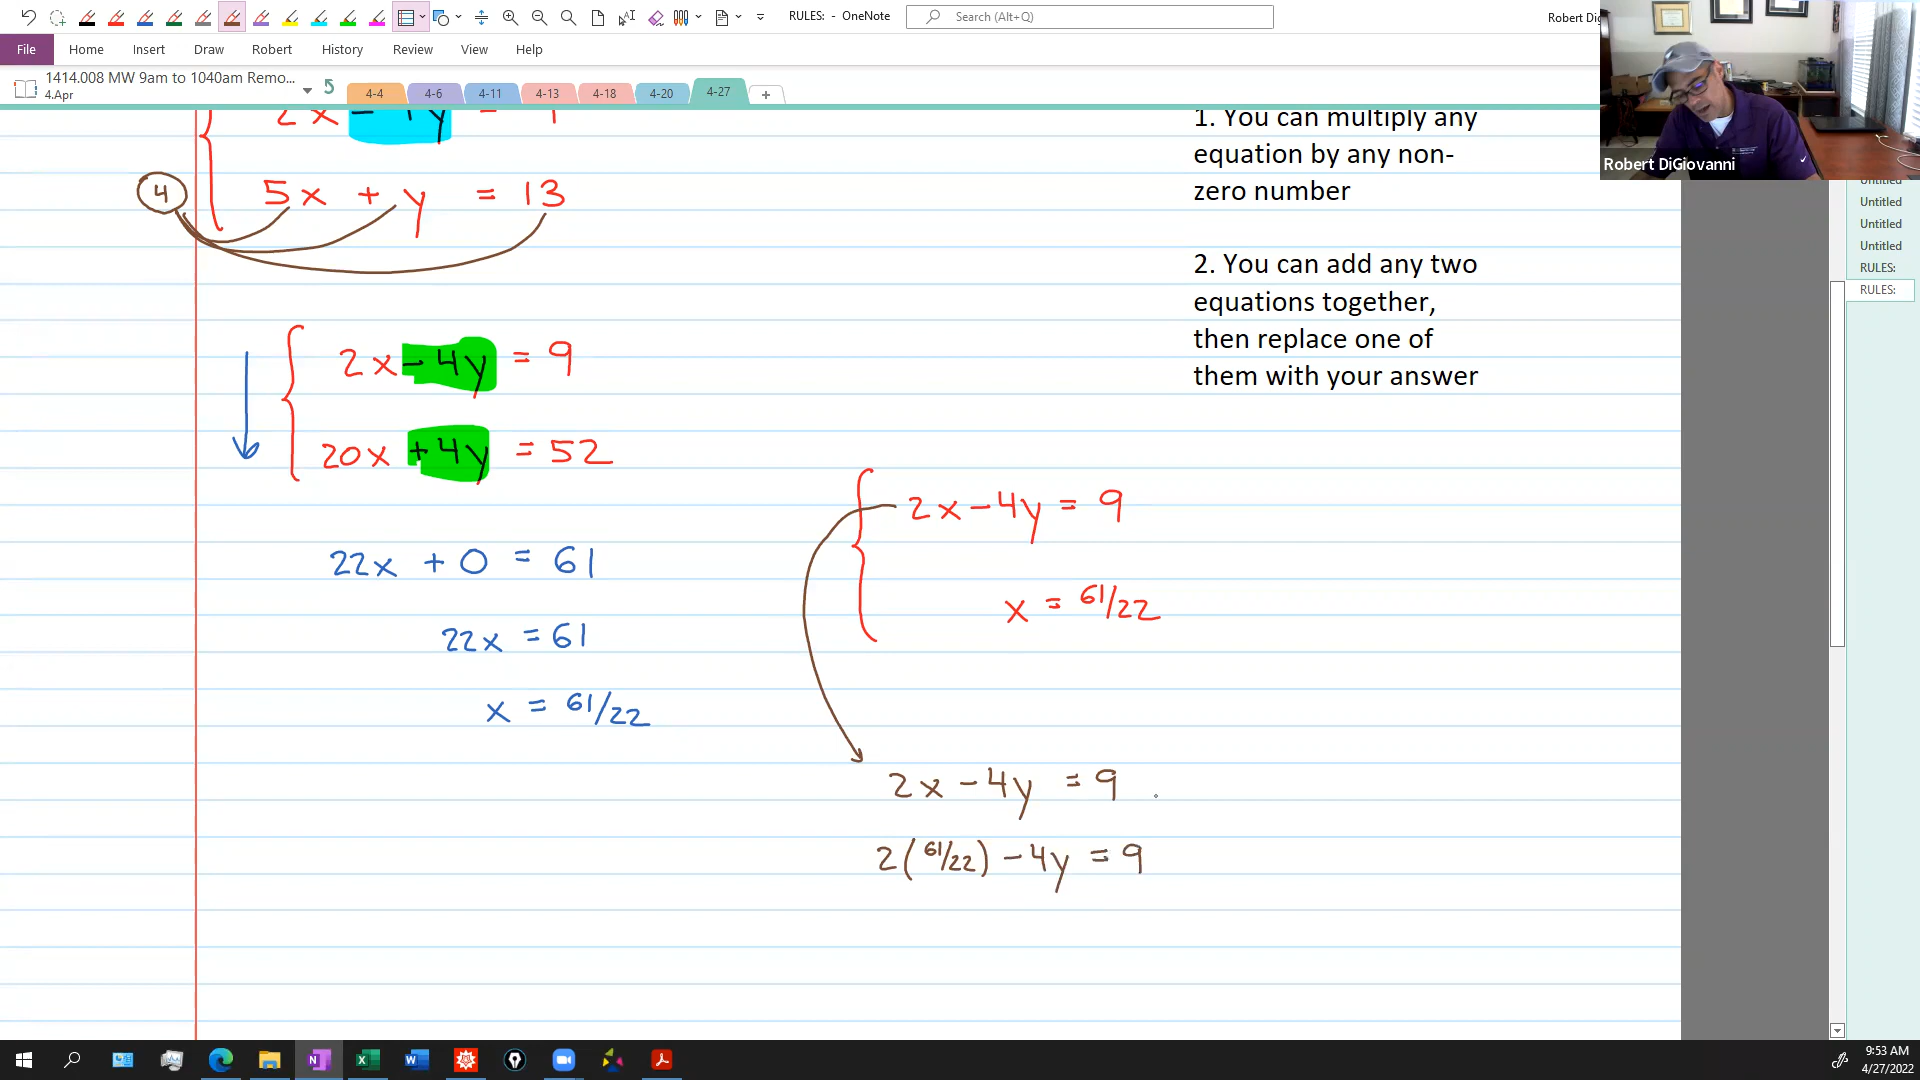 RULES: - OneNote
Search (Alt+Q)
Robert Di
File Home Insert Draw Robert History Review View Help
1414.008 MW 9am to 1040am Remo...
4.Apr
4-4 4-6 4-11 4-13 4-18 4-20 4-27
5x + y = 13
4
2x - 4y = 9
20x + 4y = 52
22x + 0 = 61
22x = 61
x = 61/22
1. You can multiply any
equation by any non-
zero number
2. You can add any two
equations together,
then replace one of
them with your answer
2x - 4y = 9
x = 61/22
2x - 4y = 9
2(61/22) - 4y = 9
Robert DiGiovanni
Untitled
Untitled
Untitled
RULES:
RULES:
9:53 AM
4/27/2022